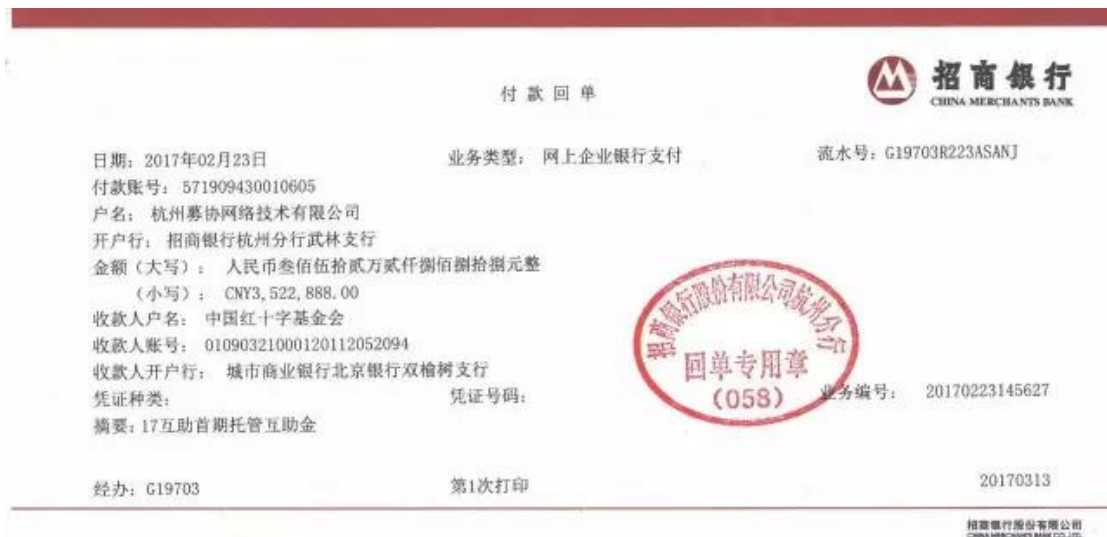 招商银行
CHINA MERCHANTS BANK
付款回单
日期：2017年02月23日 业务类型：网上企业银行支付 流水号：G19703R223ASANJ
付款账号：571909430010605
户名：杭州募协网络技术有限公司
开户行：招商银行杭州分行武林支行
金额（大写）：人民币叁佰伍拾贰万贰仟捌佰捌拾捌元整
（小写）：CNY3,522,888.00
收款人户名：中国红十字基金会
收款人账号：01090321000120112052094
收款人开户行：城市商业银行北京银行双榆树支行
凭证种类： 凭证号码： 业务编号：20170223145627
摘要：17互助首期托管互助金
招商银行股份有限公司杭州分行
回单专用章
(058)
经办：G19703 第1次打印 20170313
招商银行股份有限公司
CHINA MERCHANTS BANK CO.,LTD.